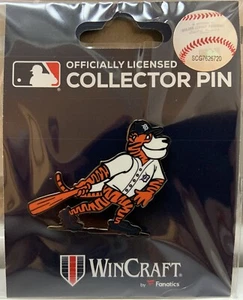 OFFICIALLY LICENSED
COLLECTOR PIN
WINCRAFT
by Fanatics